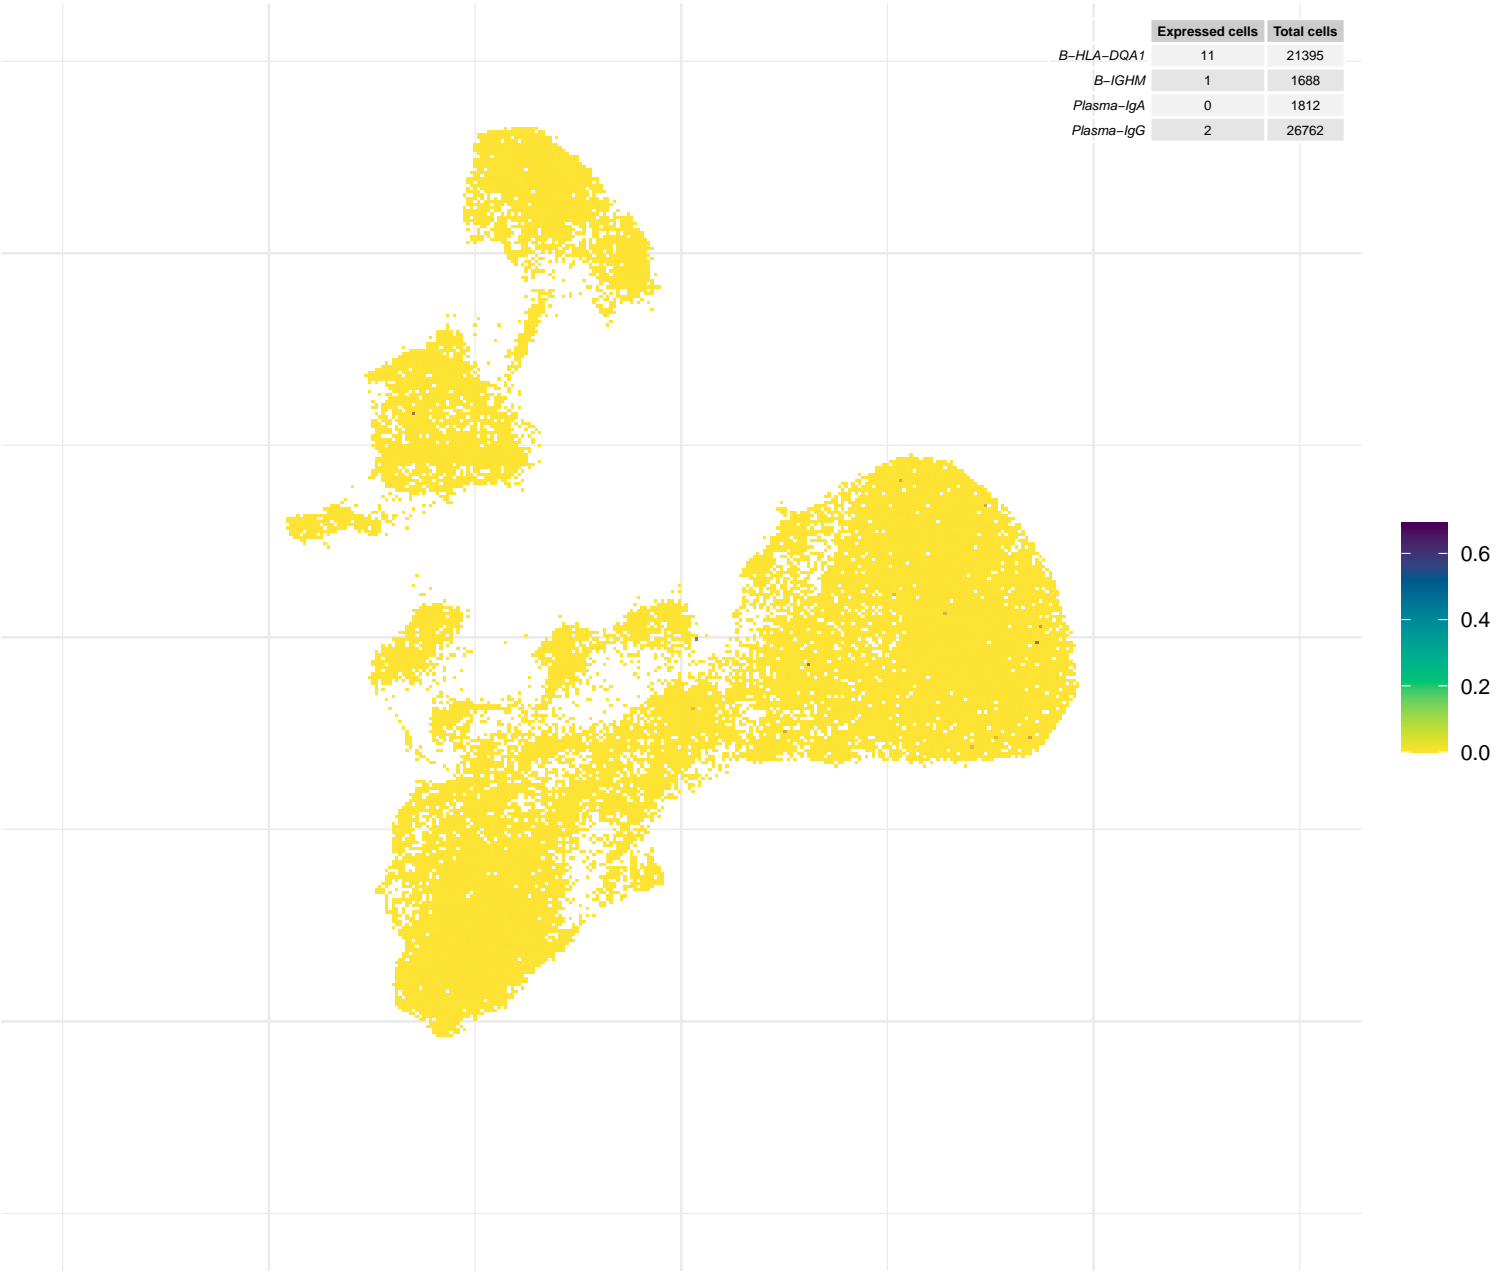 Expressed cells Total cells
B−HLA−DQA1 11 21395
B−IGHM 1 1688
Plasma−IgA 0 1812
Plasma−IgG 2 26762
0.6
0.4
0.2
0.0